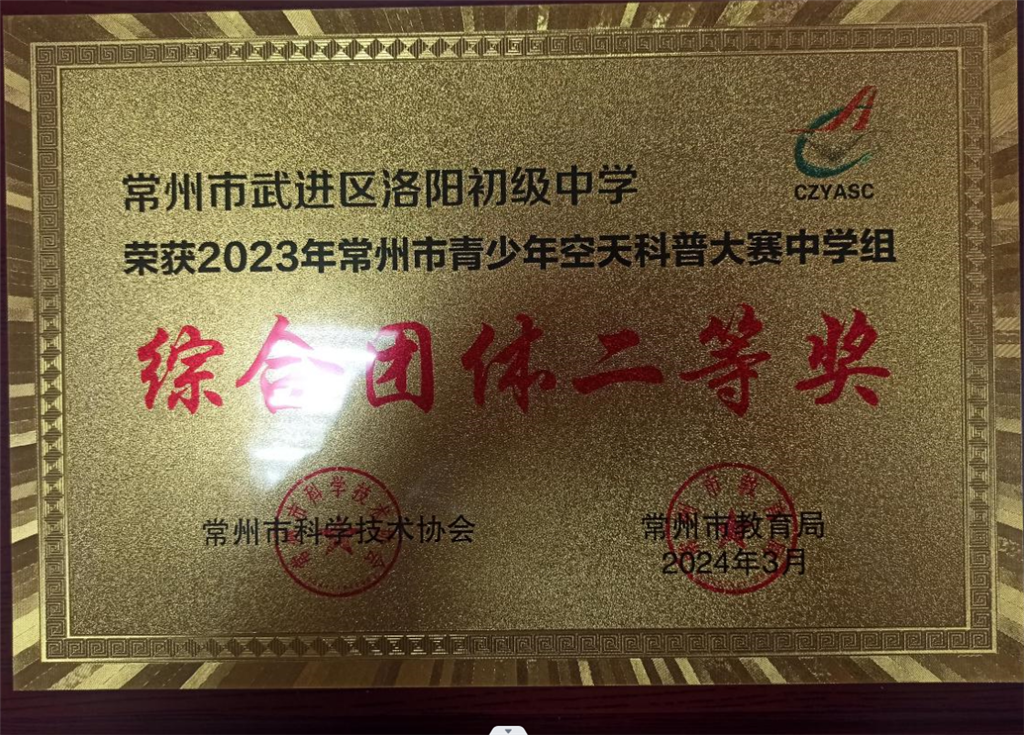 CZYASC
常州市武进区洛阳初级中学
荣获2023年常州市青少年空天科普大赛中学组
综合团体二等奖
常州市科学技术协会
常州市教育局
2024年3月